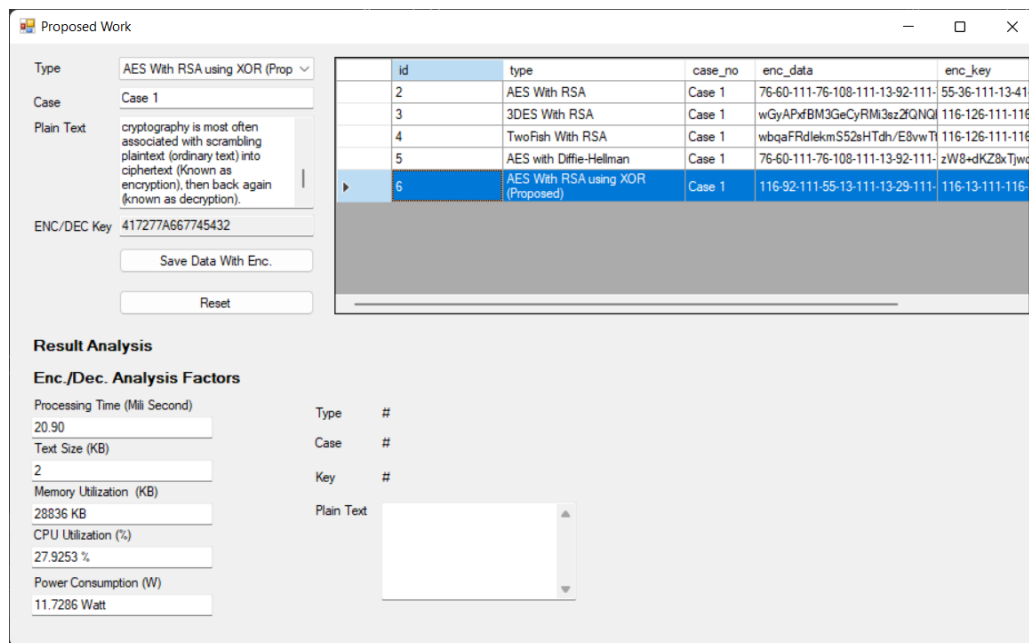 Proposed Work
Type
AES With RSA using XOR (Prop
Case
Case 1
Plain Text
cryptography is most often
associated with scrambling
plaintext (ordinary text) into
ciphertext (Known as
encryption), then back again
(known as decryption).
ENC/DEC Key
417277A667745432
Save Data With Enc.
Reset
id type case_no enc_data enc_key
2 AES With RSA Case 1 76-60-111-76-108-111-13-92-111- 55-36-111-13-41
3 3DES With RSA Case 1 116-126-111-116
4 TwoFish With RSA Case 1 116-126-111-116
5 AES with Diffie-Hellman Case 1 76-60-111-76-108-111-13-92-111- zW8+dKZ8xTjwc
6 AES With RSA using XOR
(Proposed) Case 1 116-92-111-55-13-111-13-29-111- 116-13-111-116-
Result Analysis
Enc./Dec. Analysis Factors
Processing Time (Mili Second)
20.90
Text Size (KB)
2
Memory Utilization (KB)
28836 KB
CPU Utilization (%)
27.9253 %
Power Consumption (W)
11.7286 Watt
Type #
Case #
Key #
Plain Text